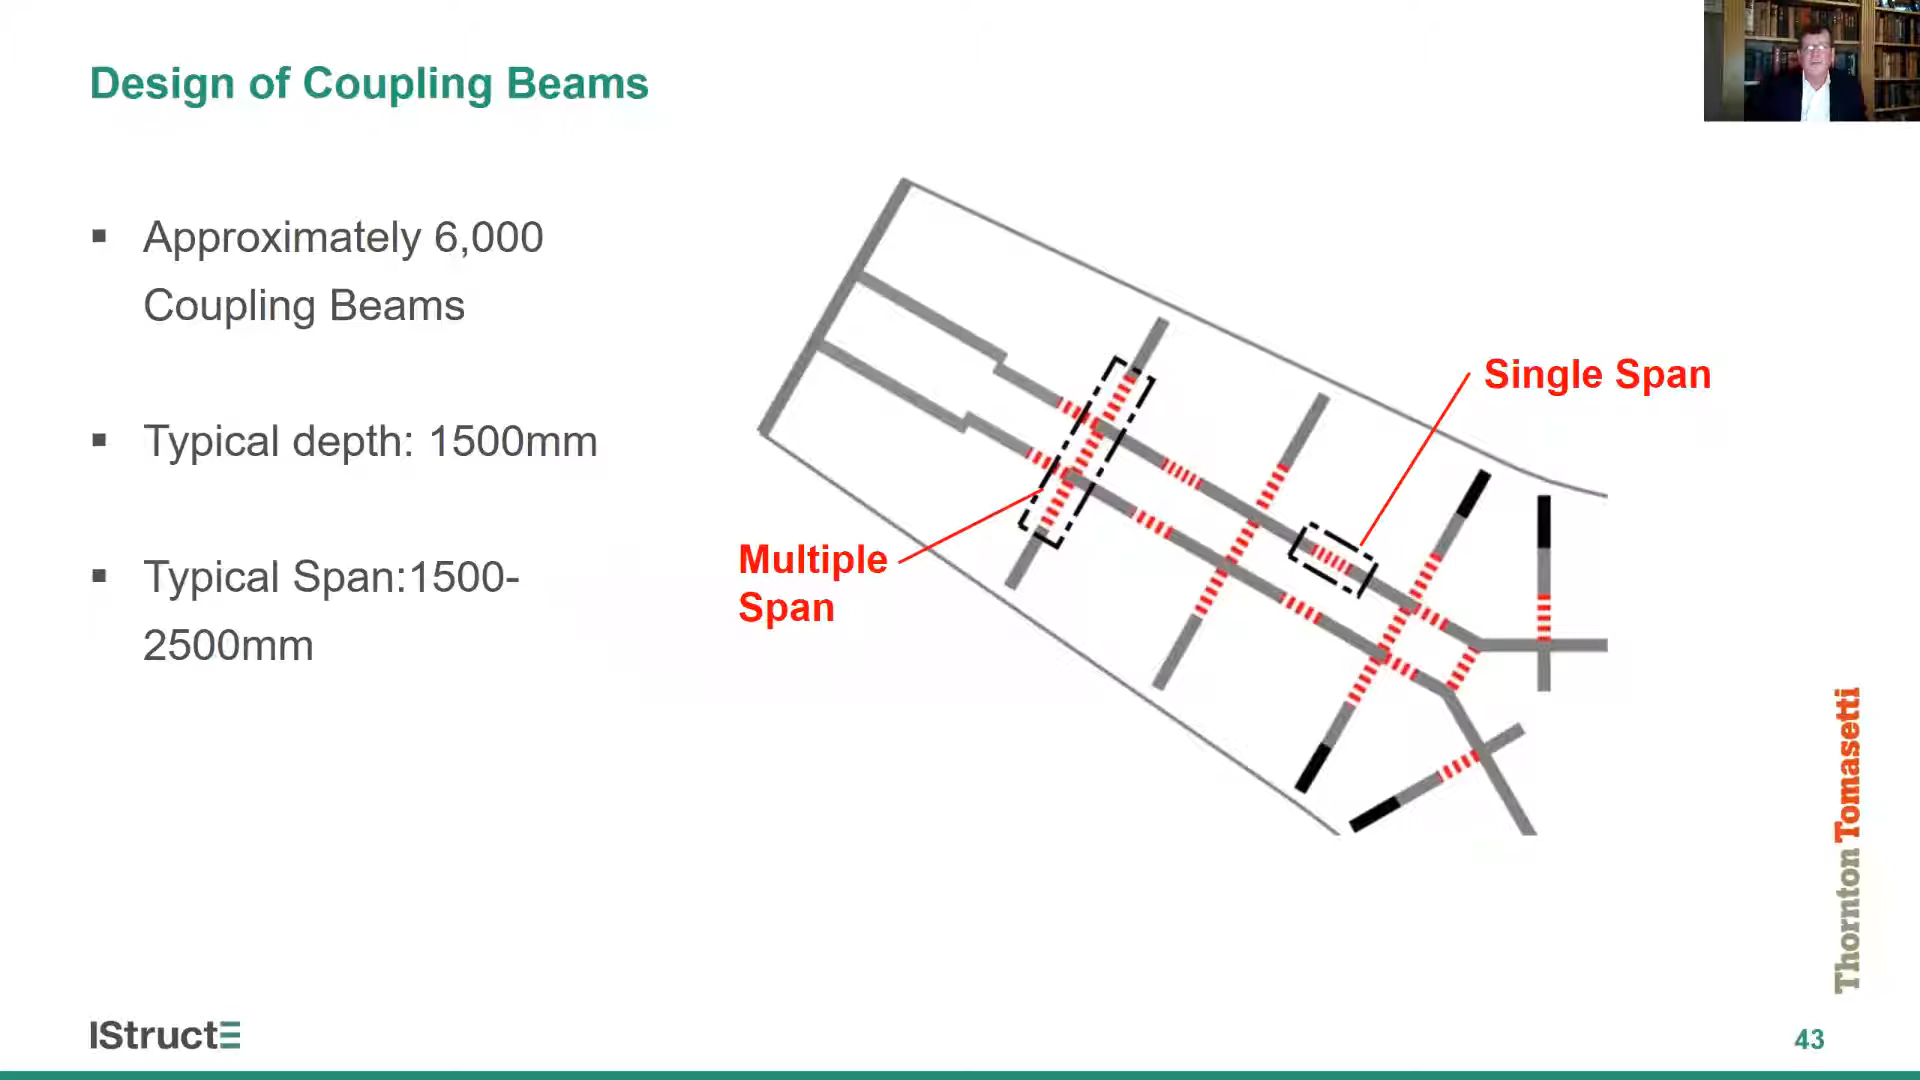 Design of Coupling Beams
▪ Approximately 6,000
Coupling Beams
▪ Typical depth: 1500mm
▪ Typical Span:1500-
2500mm
Single Span
Multiple
Span
Thornton Tomasetti
IStructE
43